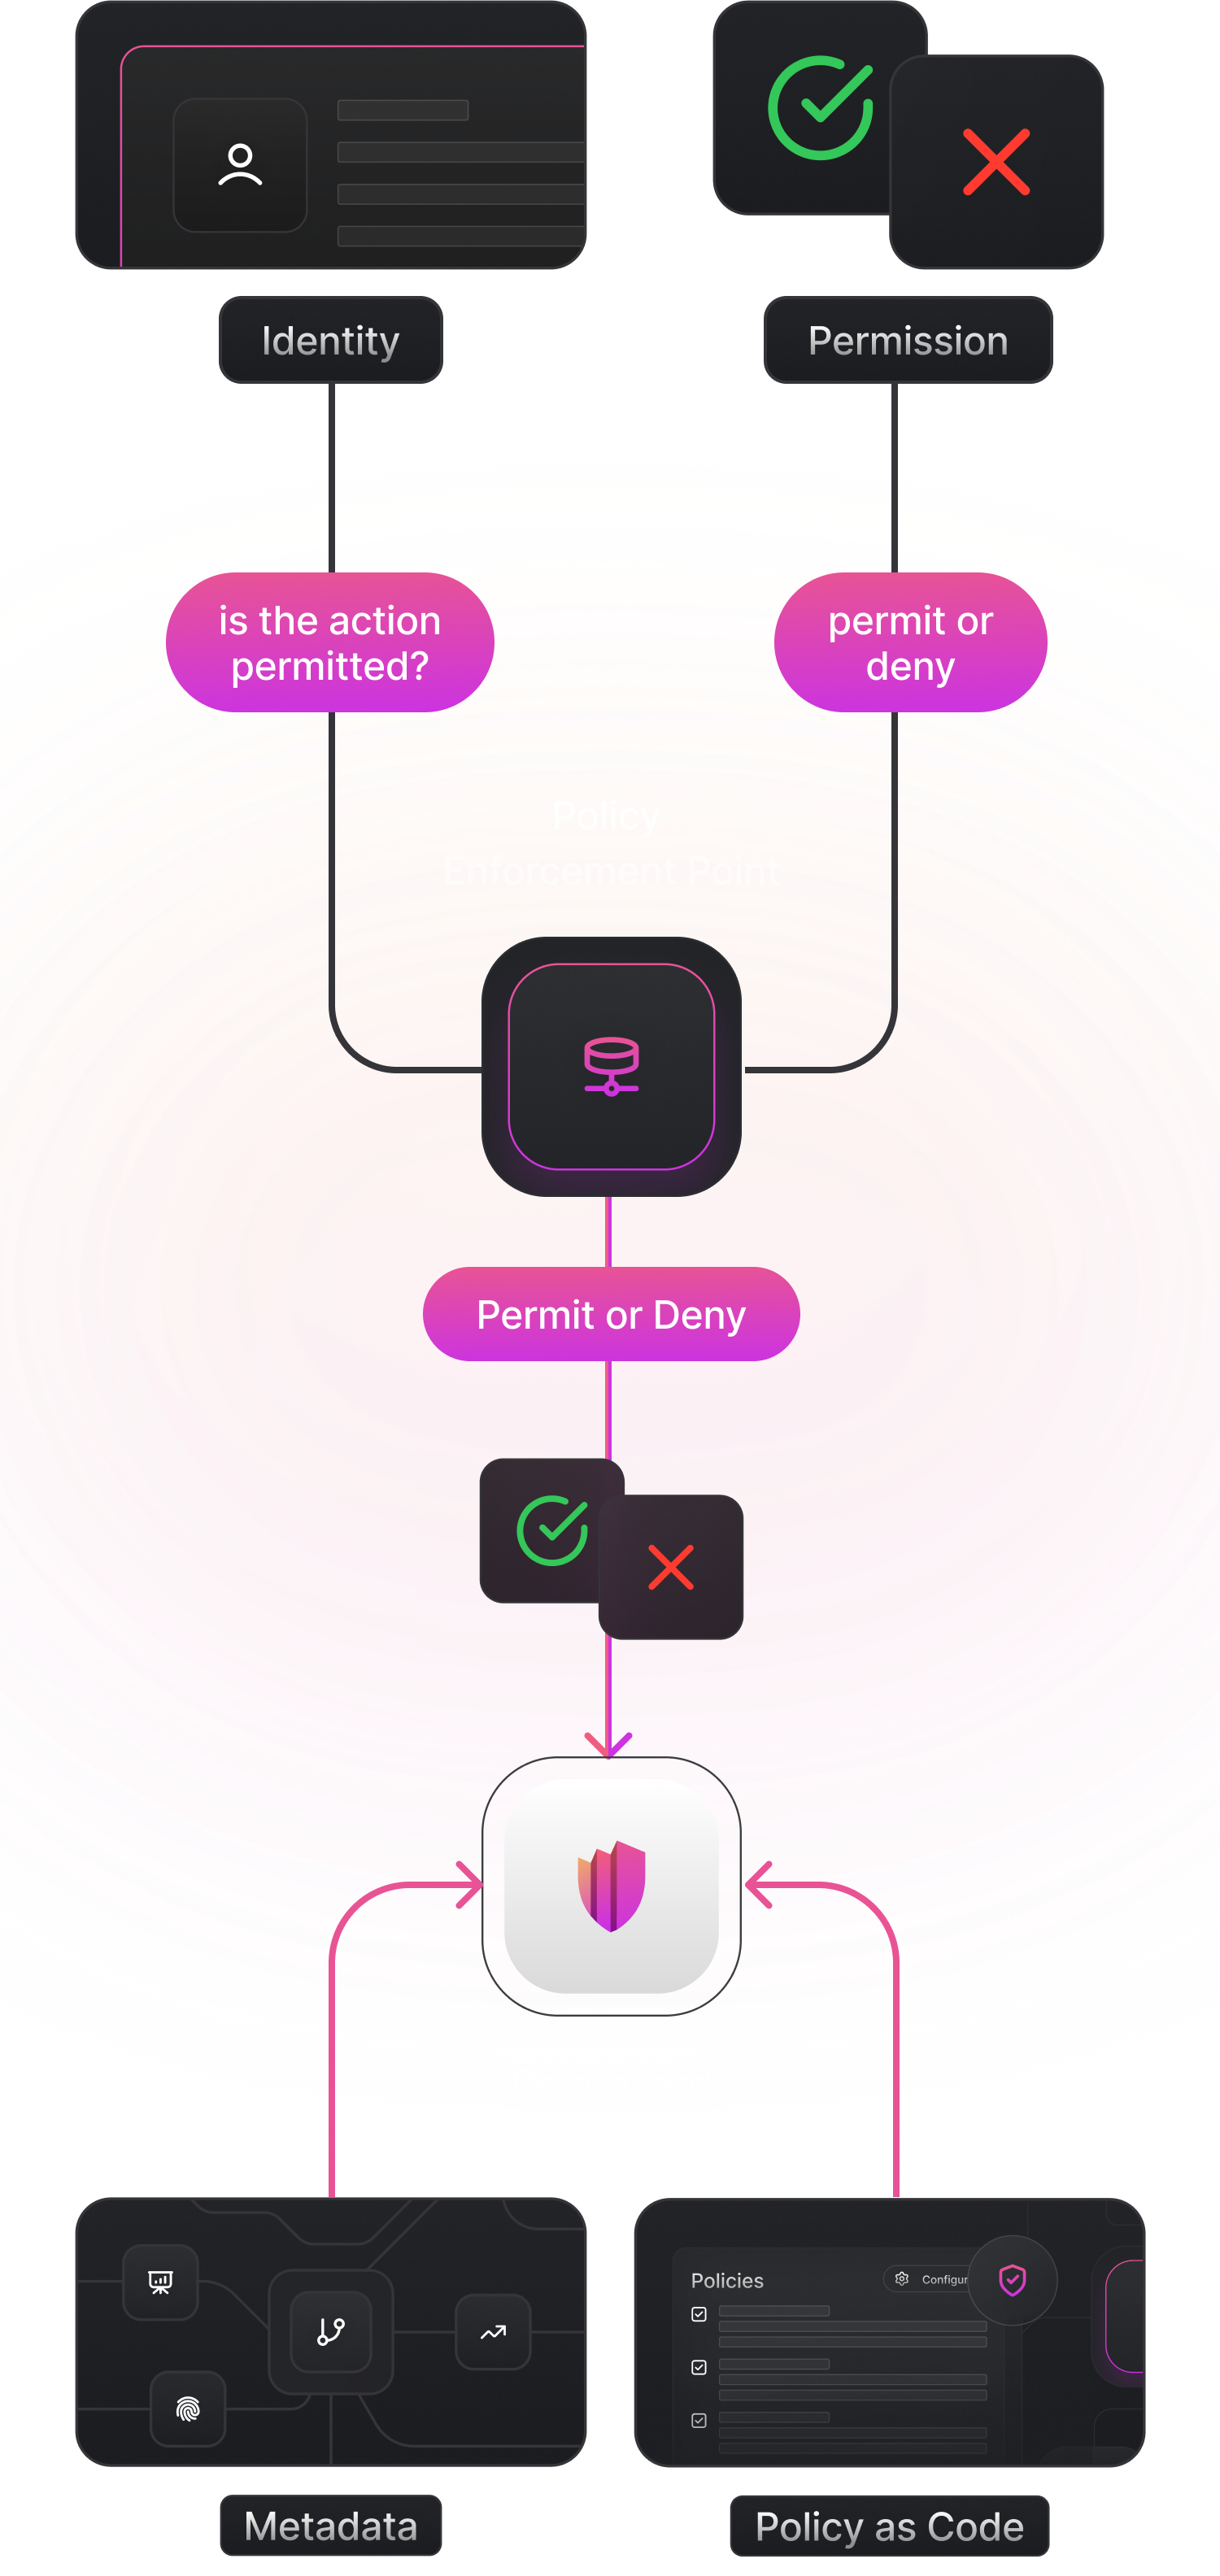 Identity
Permission
is the action
permitted?
permit or
deny
Policy
Enforcement Point
Permit or Deny
Policies
Configur
Metadata
Policy as Code